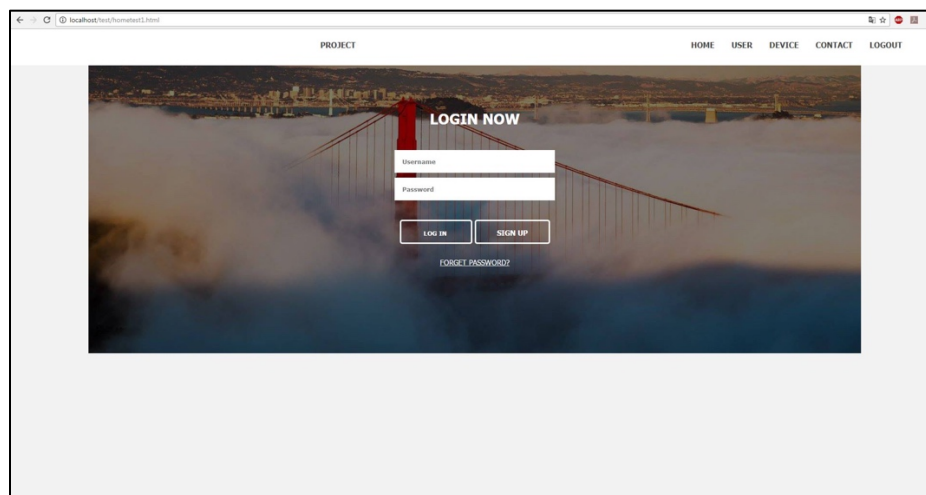 localhost/test/hometest1.html
PROJECT HOME USER DEVICE CONTACT LOGOUT
LOGIN NOW
Username
Password
LOG IN SIGN UP
FORGET PASSWORD?